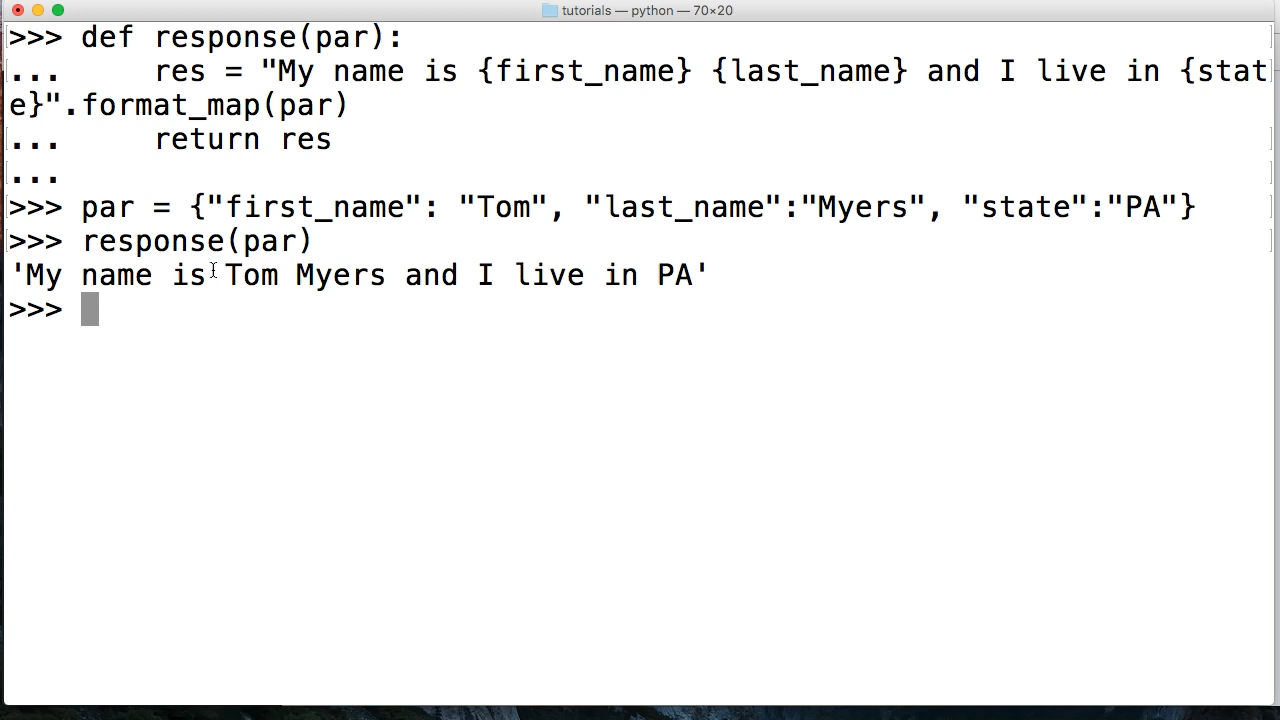 tutorials — python — 70×20
>>> def response(par):
...     res = "My name is {first_name} {last_name} and I live in {stat
e}".format_map(par)
...     return res
...
>>> par = {"first_name": "Tom", "last_name":"Myers", "state":"PA"}
>>> response(par)
'My name is Tom Myers and I live in PA'
>>>